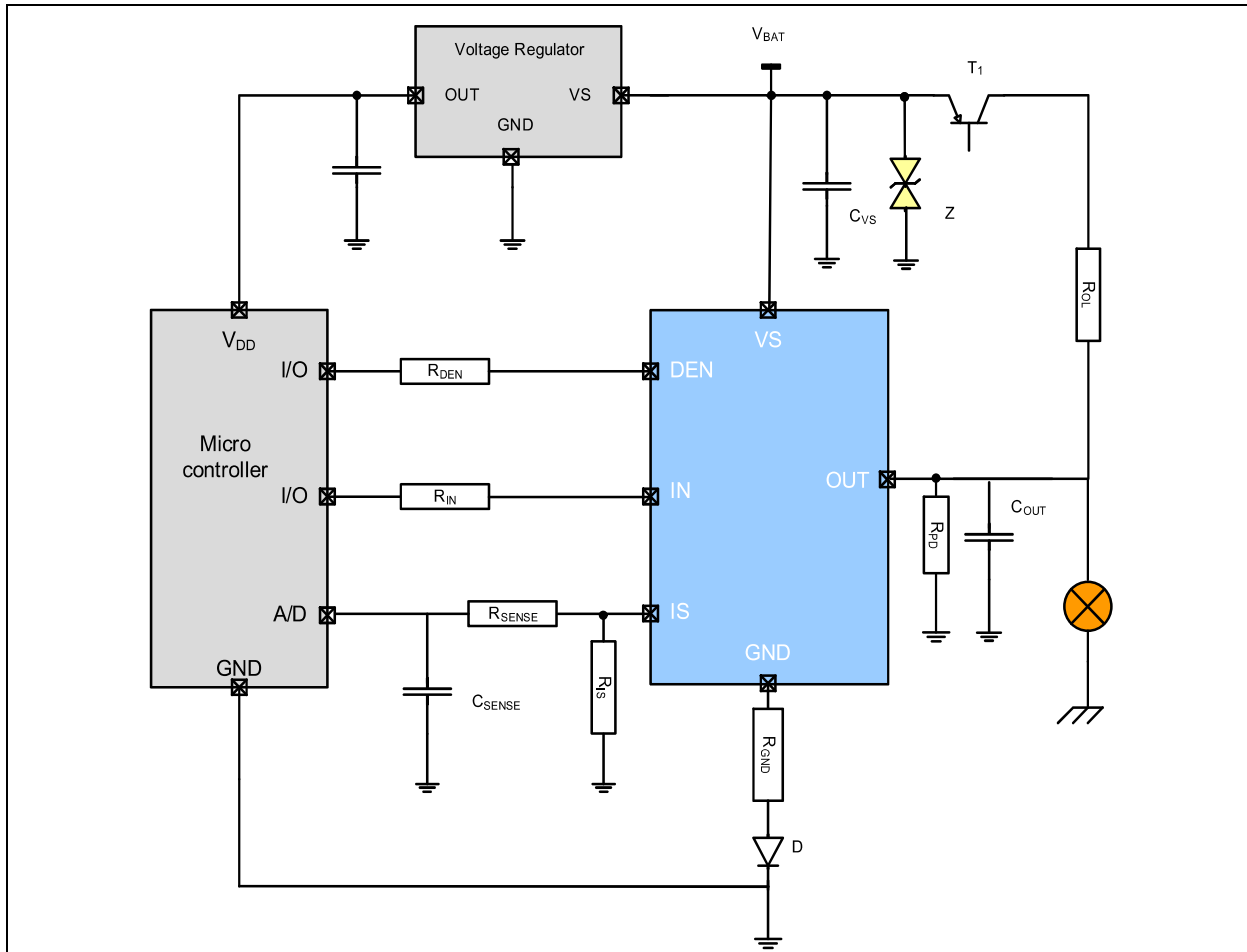 Voltage Regulator
OUT
VS
GND
VBAT
T1
CVS
Z
ROL
VDD
I/O
RDEN
DEN
VS
Micro
controller
I/O
RIN
IN
OUT
RPD
COUT
A/D
RSENSE
IS
GND
CSENSE
RIS
GND
RGND
D